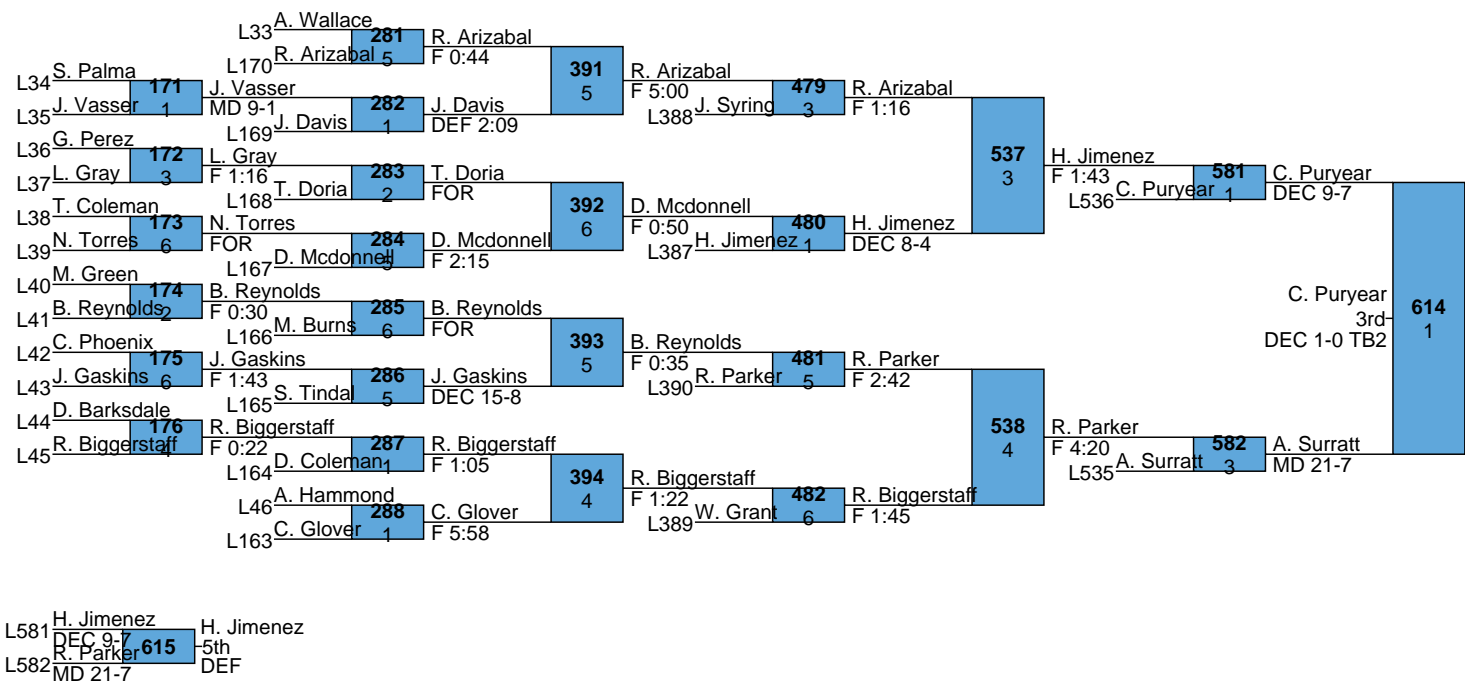 A. Wallace
L33
281
R. Arizabal
R. Arizabal
5
F 0:44
L170
391
5
R. Arizabal
F 5:00
S. Palma
L34
171
J. Vasser
J. Vasser
1
MD 9-1
L35
282
J. Davis
J. Davis
1
DEF 2:09
L169
479
R. Arizabal
J. Syring
3
F 1:16
L388
G. Perez
L36
172
L. Gray
L. Gray
3
F 1:16
L37
283
T. Doria
T. Doria
2
FOR
L168
392
6
D. Mcdonnell
F 0:50
T. Coleman
L38
173
N. Torres
N. Torres
6
FOR
L39
284
D. Mcdonnell
D. Mcdonnell
5
F 2:15
L167
480
H. Jimenez
H. Jimenez
1
DEC 8-4
L387
537
3
H. Jimenez
F 1:43
581
C. Puryear
C. Puryear
1
DEC 9-7
L536
M. Green
L40
174
B. Reynolds
B. Reynolds
2
F 0:30
L41
285
B. Reynolds
M. Burns
6
FOR
L166
393
5
B. Reynolds
F 0:35
C. Phoenix
L42
175
J. Gaskins
J. Gaskins
6
F 1:43
L43
286
J. Gaskins
S. Tindal
5
DEC 15-8
L165
481
R. Parker
R. Parker
5
F 2:42
L390
C. Puryear
3rd
DEC 1-0 TB2
614
1
D. Barksdale
L44
176
R. Biggerstaff
R. Biggerstaff
4
F 0:22
L45
287
R. Biggerstaff
D. Coleman
1
F 1:05
L164
394
4
R. Biggerstaff
F 1:22
A. Hammond
L46
288
C. Glover
C. Glover
1
F 5:58
L163
482
R. Biggerstaff
W. Grant
6
F 1:45
L389
538
4
R. Parker
F 4:20
582
A. Surratt
A. Surratt
3
MD 21-7
L535
H. Jimenez
L581
DEC 9-7
615
H. Jimenez
5th
DEF
R. Parker
L582
MD 21-7